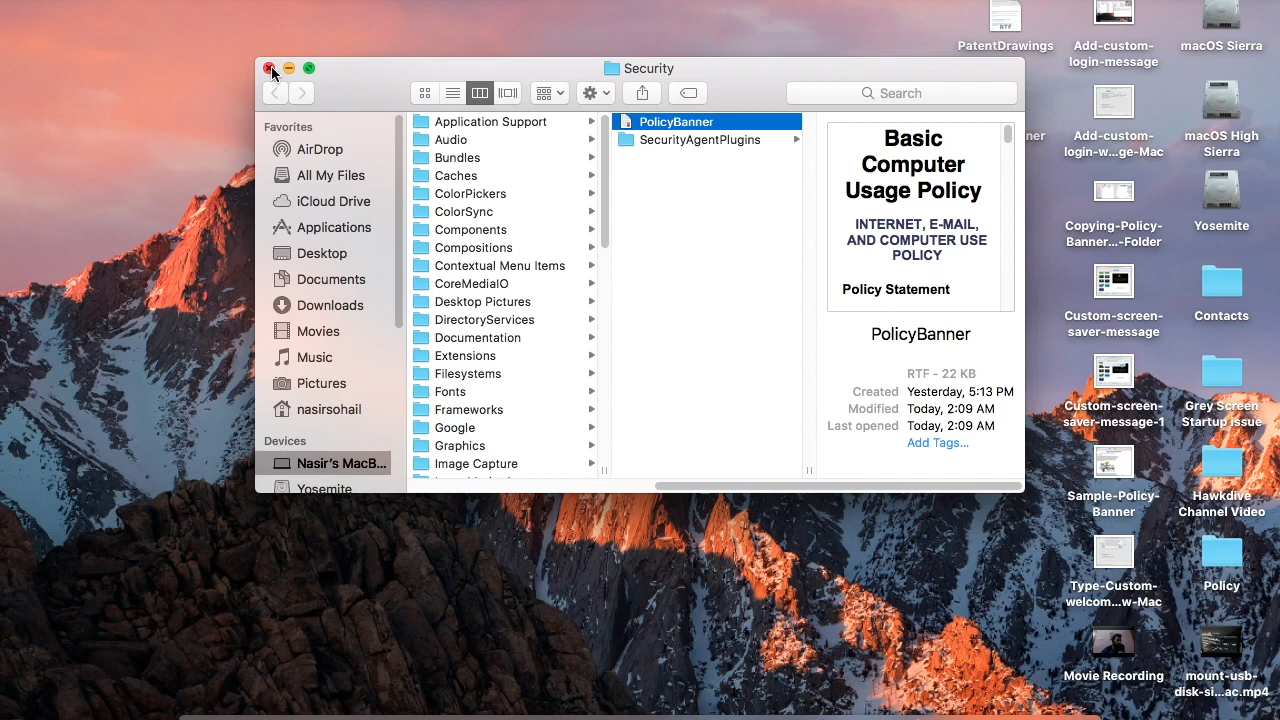 Security
Search
Favorites
AirDrop
All My Files
iCloud Drive
Applications
Desktop
Documents
Downloads
Movies
Music
Pictures
nasirsohail
Devices
Nasir's MacB...
Yosemite
Application Support
Audio
Bundles
Caches
ColorPickers
ColorSync
Components
Compositions
Contextual Menu Items
CoreMediaIO
Desktop Pictures
DirectoryServices
Documentation
Extensions
Filesystems
Fonts
Frameworks
Google
Graphics
Image Capture
PolicyBanner
SecurityAgentPlugins
Basic
Computer
Usage Policy
INTERNET, E-MAIL,
AND COMPUTER USE
POLICY
Policy Statement
PolicyBanner
RTF - 22 KB
Created Yesterday, 5:13 PM
Modified Today, 2:09 AM
Last opened Today, 2:09 AM
Add Tags...
RTF
PatentDrawings
ner
Add-custom-
login-message
Add-custom-
login-w...ge-Mac
Copying-Policy-
Banner...-Folder
Custom-screen-
saver-message
Custom-screen-
saver-message-1
Sample-Policy-
Banner
Type-Custom-
welcom...w-Mac
Movie Recording
macOS Sierra
macOS High
Sierra
Yosemite
Contacts
Grey Screen
Startup Issue
Hawkdive
Channel Video
Policy
mount-usb-
disk-si...ac.mp4